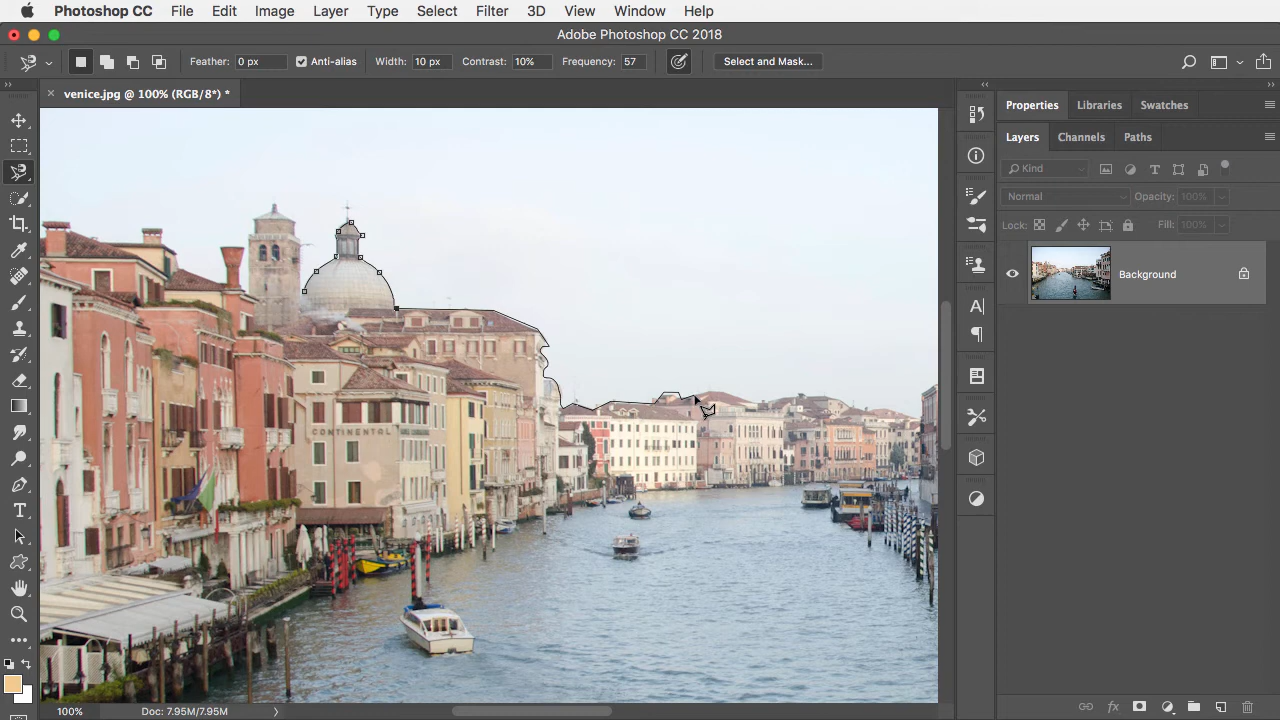 Photoshop CC File Edit Image Layer Type Select Filter 3D View Window Help
Adobe Photoshop CC 2018
Feather: 0 px Anti-alias Width: 10 px Contrast: 10% Frequency: 57 Select and Mask...
× venice.jpg @ 100% (RGB/8*) *
Properties Libraries Swatches
Layers Channels Paths
Kind
Normal Opacity: 100%
Lock: Fill: 100%
Background
CONTINENTAL
100% Doc: 7.95M/7.95M